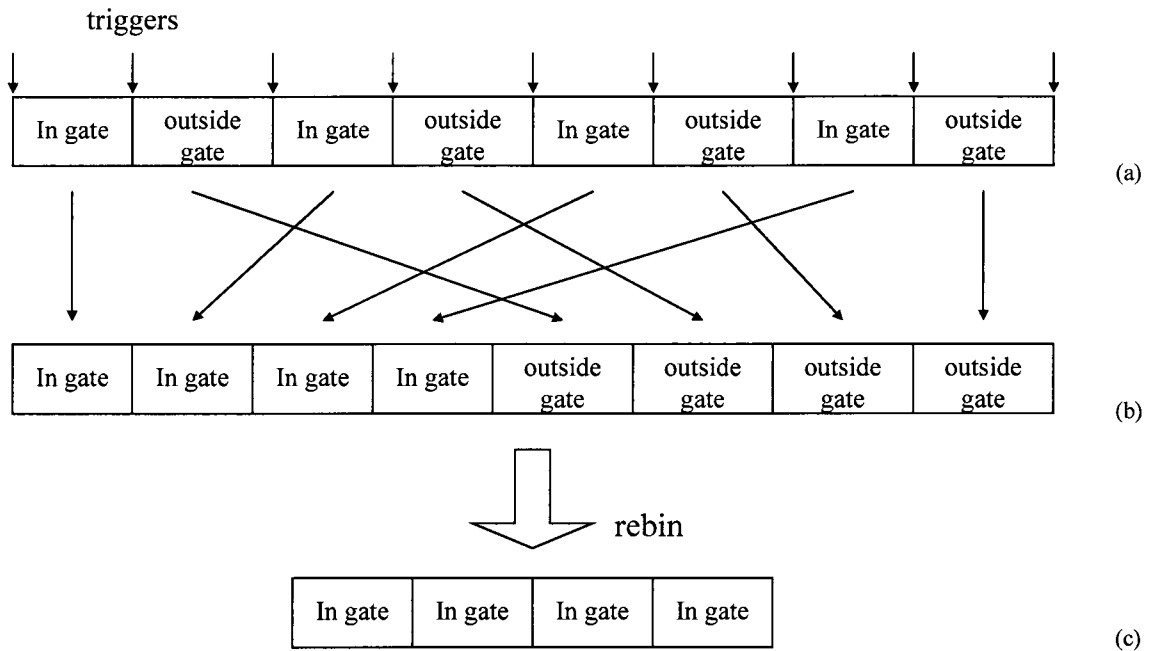 triggers
In gate outside gate In gate outside gate In gate outside gate In gate outside gate
(a)
In gate In gate In gate In gate outside gate outside gate outside gate outside gate
(b)
rebin
In gate In gate In gate In gate
(c)